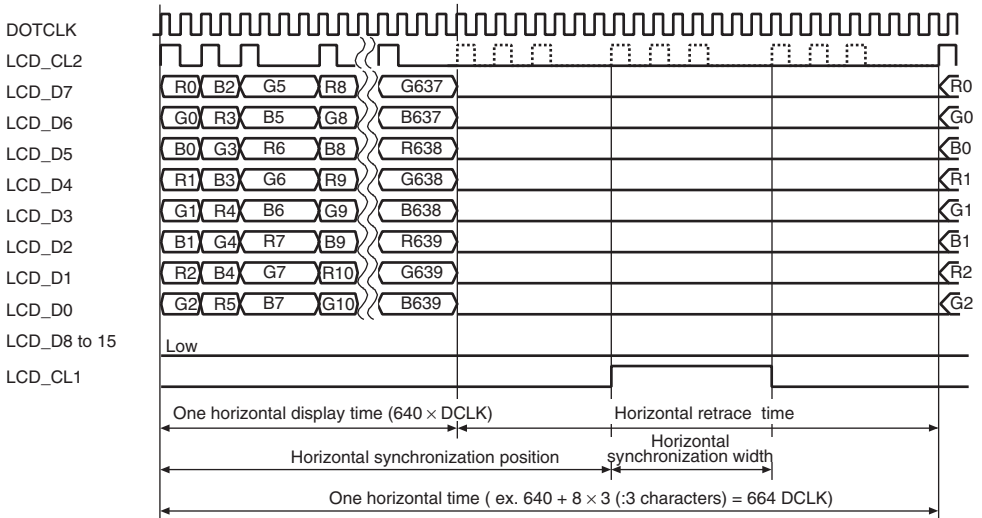 DOTCLK
LCD_CL2
LCD_D7 R0 B2 G5 R8 G637 R0
LCD_D6 G0 R3 B5 G8 B637 G0
LCD_D5 B0 G3 R6 B8 R638 B0
LCD_D4 R1 B3 G6 R9 G638 R1
LCD_D3 G1 R4 B6 G9 B638 G1
LCD_D2 B1 G4 R7 B9 R639 B1
LCD_D1 R2 B4 G7 R10 G639 R2
LCD_D0 G2 R5 B7 G10 B639 G2
LCD_D8 to 15 Low
LCD_CL1
One horizontal display time (640 × DCLK) Horizontal retrace time
Horizontal synchronization position Horizontal
synchronization width
One horizontal time ( ex. 640 + 8 × 3 (:3 characters) = 664 DCLK)